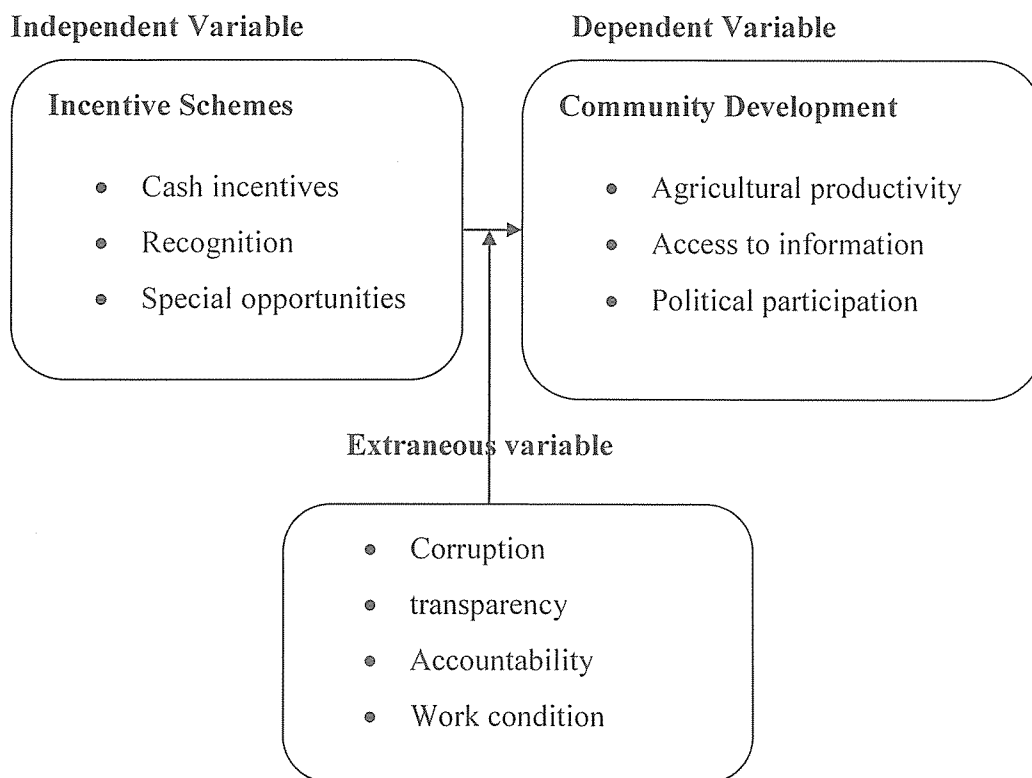 Independent Variable
Dependent Variable
Incentive Schemes
• Cash incentives
• Recognition
• Special opportunities
Community Development
• Agricultural productivity
• Access to information
• Political participation
Extraneous variable
• Corruption
• transparency
• Accountability
• Work condition